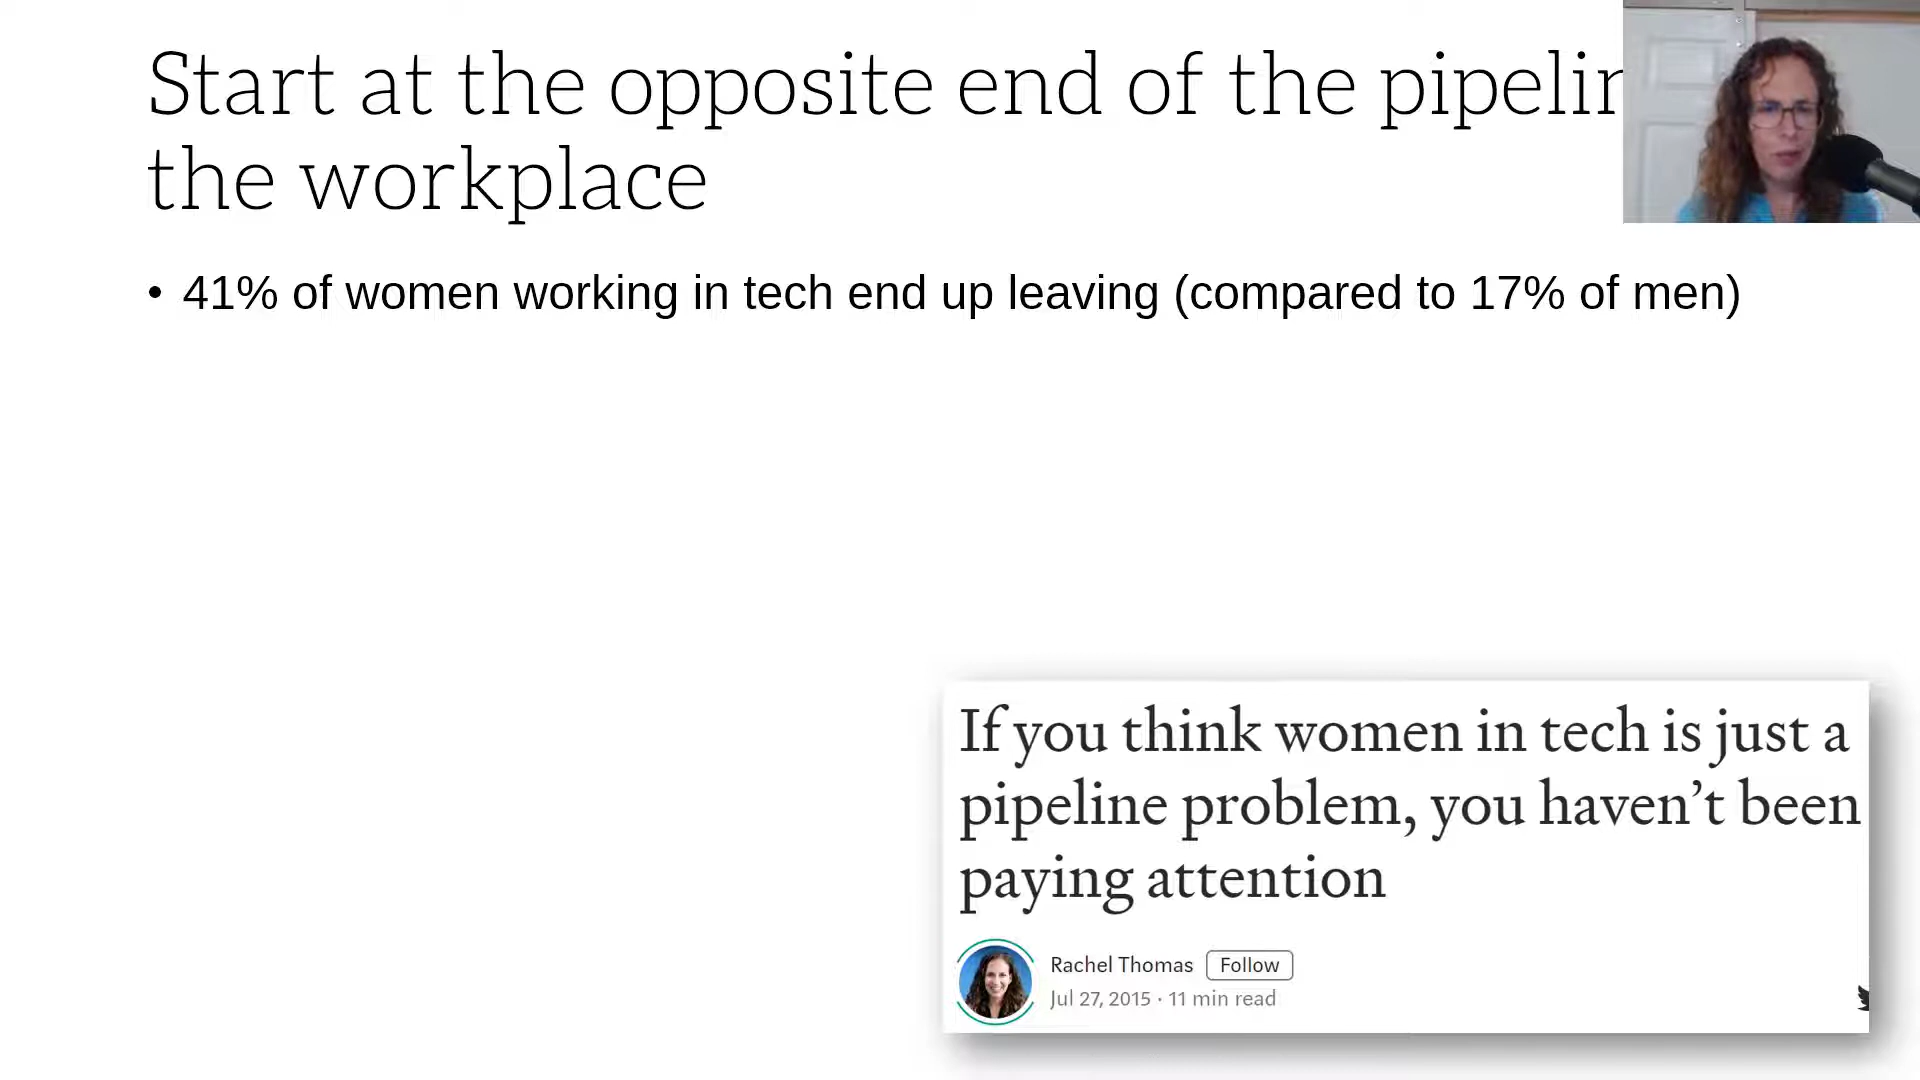 Start at the opposite end of the
the workplace
• 41% of women working in tech end up leaving (compared to 17% of men)
If you think women in tech is just a
pipeline problem, you haven’t been
paying attention
Rachel Thomas Follow
Jul 27, 2015 · 11 min read